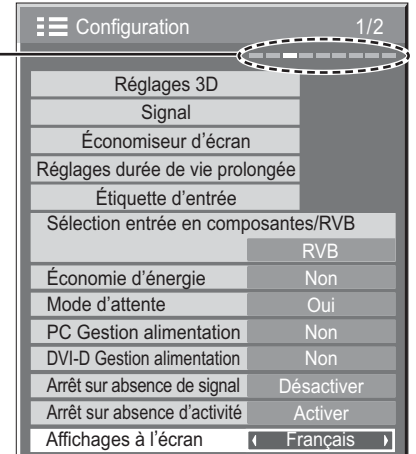 Configuration 1/2
Réglages 3D
Signal
Économiseur d'écran
Réglages durée de vie prolongée
Étiquette d'entrée
Sélection entrée en composantes/RVB
RVB
Économie d'énergie Non
Mode d'attente Oui
PC Gestion alimentation Non
DVI-D Gestion alimentation Non
Arrêt sur absence de signal Désactiver
Arrêt sur absence d'activité Activer
Affichages à l'écran Français